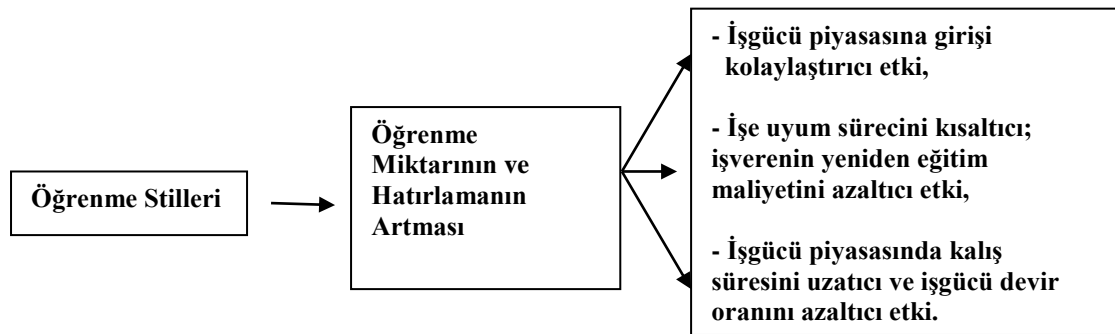 Öğrenme Stilleri
Öğrenme
Miktarının ve
Hatırlamanın
Artması
- İşgücü piyasasına girişi
kolaylaştırıcı etki,
- İşe uyum sürecini kısaltıcı;
işverenin yeniden eğitim
maliyetini azaltıcı etki,
- İşgücü piyasasında kalış
süresini uzatıcı ve işgücü devir
oranını azaltıcı etki.